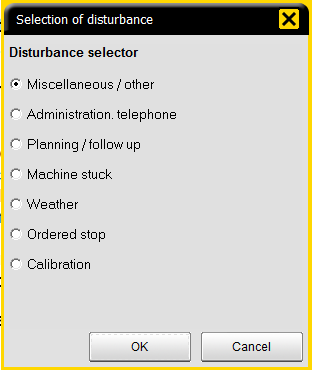 Selection of disturbance
Disturbance selector
Miscellaneous / other
Administration. telephone
Planning / follow up
Machine stuck
Weather
Ordered stop
Calibration
OK
Cancel